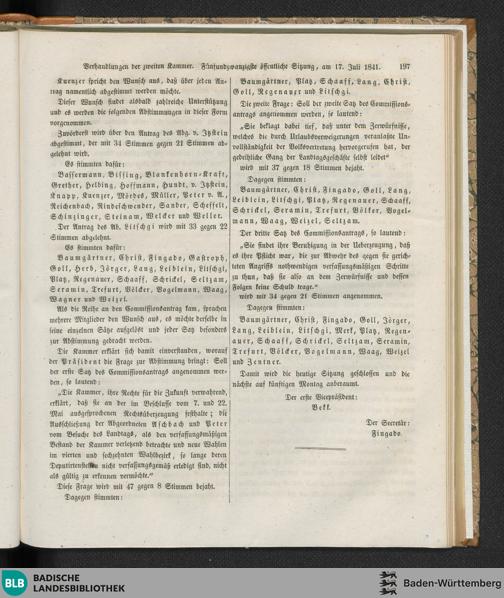 Verhandlungen der zweiten Kammer. Fünfundzwanzigste öffentliche Sitzung, am 17. Juli 1841. 197
Kuenzer spricht den Wunsch aus, daß über jeden An-
trag namentlich abgestimmt werden möchte.
Dieser Wunsch findet alsbald zahlreiche Unterstützung
und es werden die folgenden Abstimmungen in dieser Form
vorgenommen.
Zuvörderst wird über den Antrag des Abg. v. Itzstein
abgestimmt, der mit 34 Stimmen gegen 21 Stimmen ab-
gelehnt wird.
Es stimmten dafür:
Bassermann, Bissing, Blankenhorn-Kraft,
Grether, Helbing, Hoffmann, Hundt, v. Itzstein,
Knapp, Kuenzer, Mördes, Müller, Peter v. A.,
Reichenbach, Rindeschwender, Sander, Scheffelt,
Schinzinger, Steinam, Welcker und Weller.
Der Antrag des Ab. Litschgi wird mit 33 gegen 22
Stimmen abgelehnt.
Es stimmten dafür:
Baumgärtner, Christ, Fingado, Gastroph,
Goll, Herb, Jörger, Lang, Leiblein, Litschgi,
Platz, Regenauer, Schaaff, Schrickel, Seltzam,
Seramin, Trefurt, Völcker, Vogelmann, Waag,
Wagner und Weizel.
Als die Reihe an den Commissionsantrag kam, sprachen
mehrere Mitglieder den Wunsch aus, es möchte derselbe in
seine einzelnen Sätze aufgelöst und jeder Satz besonders
zur Abstimmung gebracht werden.
Die Kammer erklärt sich damit einverstanden, worauf
der Präsident die Frage zur Abstimmung bringt: Soll
der erste Satz des Commissionsantrags angenommen wer-
den, so lautend:
„Die Kammer, ihre Rechte für die Zukunft verwahrend,
erklärt, daß sie an der im Beschlusse vom 7. und 22.
Mai ausgesprochenen Rechtsüberzeugung festhalte; die
Ausschließung der Abgeordneten Aschbach und Peter
vom Besuche des Landtags, als den verfassungsmäßigen
Bestand der Kammer verletzend betrachte und neue Wahlen
im vierten und sechzehnten Wahlbezirk, so lange deren
nicht verfassungsgemäß erledigt sind, nicht
als gültig zu erkennen vermöchte.“
Diese Frage wird mit 47 gegen 8 Stimmen bejaht.
Dagegen stimmten:
Baumgärtner, Platz, Schaaff, Lang, Christ,
Goll, Regenauer und Litschgi.
Die zweite Frage: Soll der zweite Satz des Commissions-
antrags angenommen werden, so lautend:
„Sie beklagt dabei tief, daß unter dem Zerwürfnisse,
welches die durch Urlaubsverweigerungen veranlaßte Un-
vollständigkeit der Volksvertretung hervorgerufen hat, der
gedeihliche Gang der Landtagsgeschäfte selbst leidet“
wird mit 37 gegen 18 Stimmen bejaht.
Dagegen stimmten:
Baumgärtner, Christ, Fingado, Goll, Lang,
Leiblein, Litschgi, Platz, Regenauer, Schaaff,
Schrickel, Seramin, Trefurt, Völker, Vogel-
mann, Waag, Weizel, Seltzam.
Der dritte Satz des Commissionsantrags, so lautend:
„Sie findet ihre Beruhigung in der Ueberzeugung, daß
es ihre Pflicht war, die zur Abwehr des gegen sie gerich-
teten Angriffs nothwendigen verfassungsmäßigen Schritte
zu thun, daß sie also an dem Zerwürfnisse und dessen
Folgen keine Schuld trage.“
wird mit 34 gegen 21 Stimmen angenommen.
Dagegen stimmten:
Baumgärtner, Christ, Fingado, Goll, Jörger,
Lang, Leiblein, Litschgi, Merk, Platz, Regen-
auer, Schaaff, Schrickel, Seltzam, Seramin,
Trefurt, Völcker, Vogelmann, Waag, Weizel
und Zentner.
Damit wird die heutige Sitzung geschlossen und die
nächste auf künftigen Montag anberaumt.
Der erste Vicepräsident:
Bekk.
Der Secretär:
Fingado.
BLB BADISCHE
LANDESBIBLIOTHEK
Baden-Württemberg